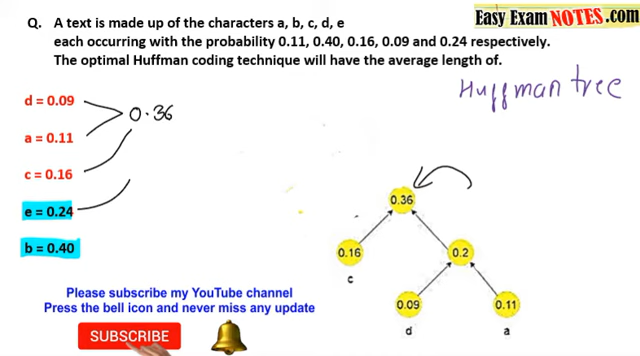 Easy Exam NOTES.com
Q. A text is made up of the characters a, b, c, d, e
each occurring with the probability 0.11, 0.40, 0.16, 0.09 and 0.24 respectively.
The optimal Huffman coding technique will have the average length of.
Huffman tree
d = 0.09
0.36
a = 0.11
c = 0.16
e = 0.24
b = 0.40
0.36
0.16
0.2
c
0.09
0.11
d
a
Please subscribe my YouTube channel
Press the bell icon and never miss any update
SUBSCRIBE